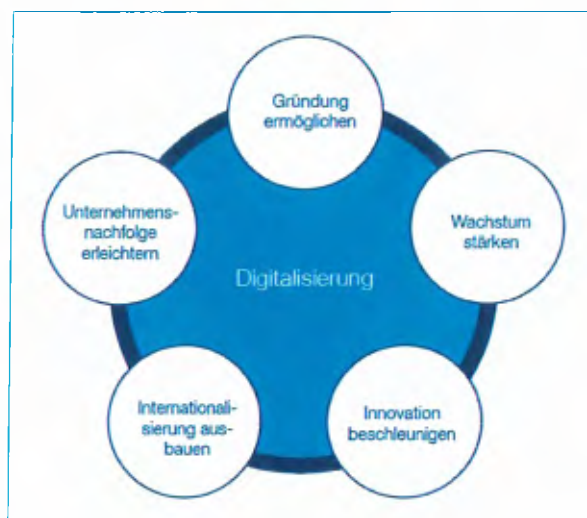 Gründung
ermöglichen
Wachstum
stärken
Innovation
beschleunigen
Internationali-
sierung aus-
bauen
Unternehmens-
nachfolge
erleichtern
Digitalisierung